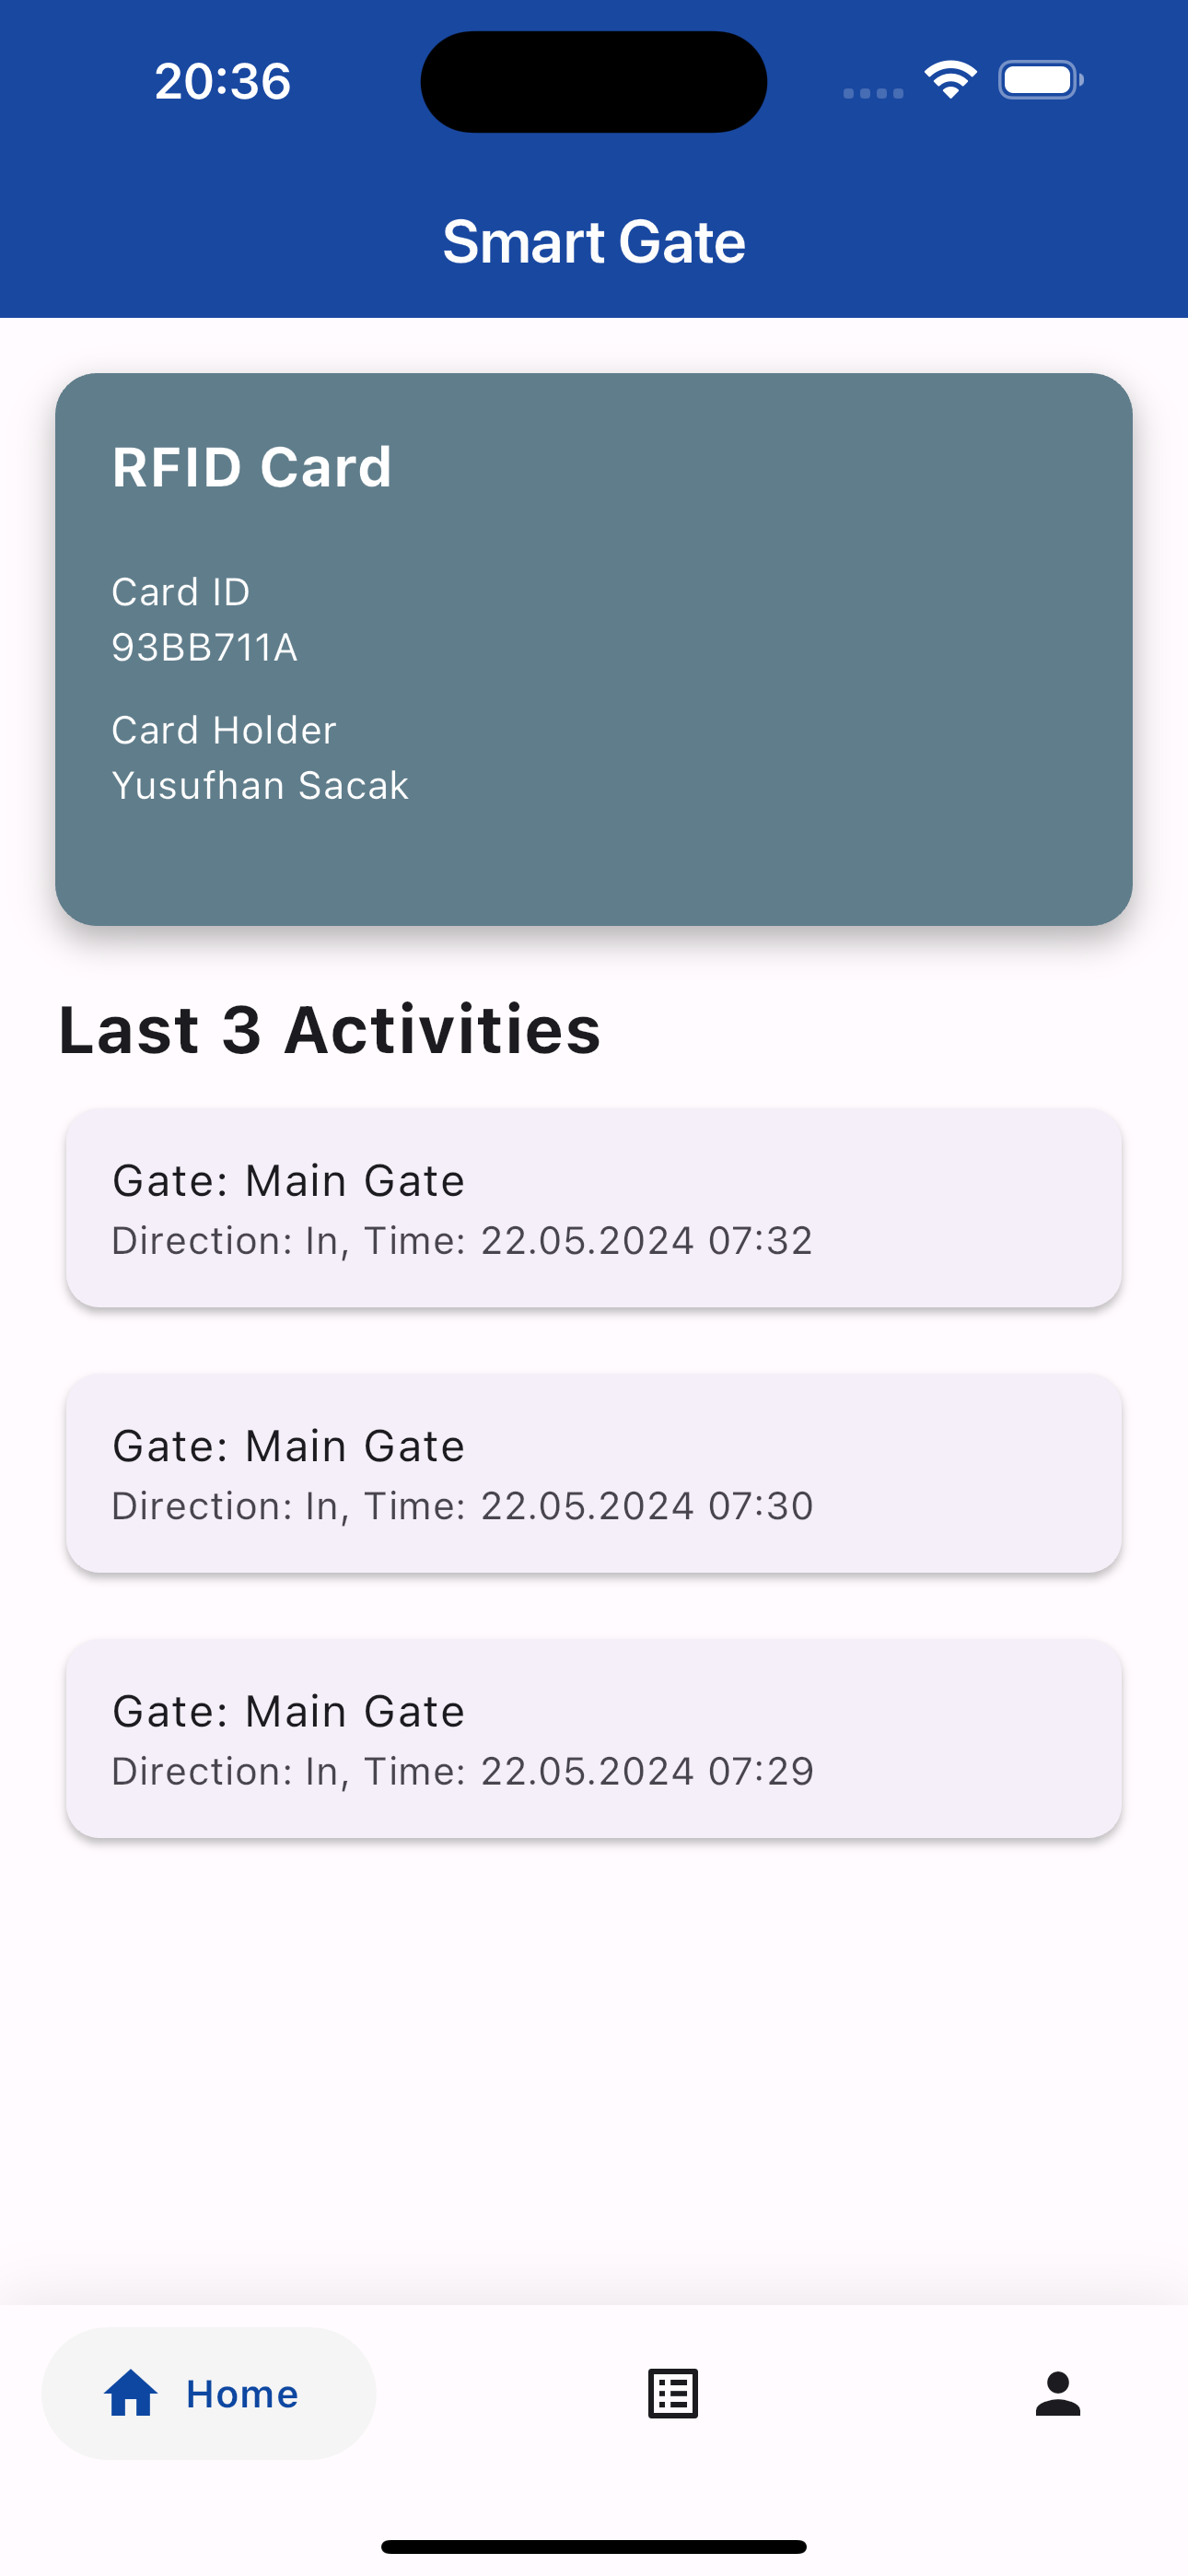 20:36
Smart Gate
RFID Card
Card ID
93BB711A
Card Holder
Yusufhan Sacak
Last 3 Activities
Gate: Main Gate
Direction: In, Time: 22.05.2024 07:32
Gate: Main Gate
Direction: In, Time: 22.05.2024 07:30
Gate: Main Gate
Direction: In, Time: 22.05.2024 07:29
Home